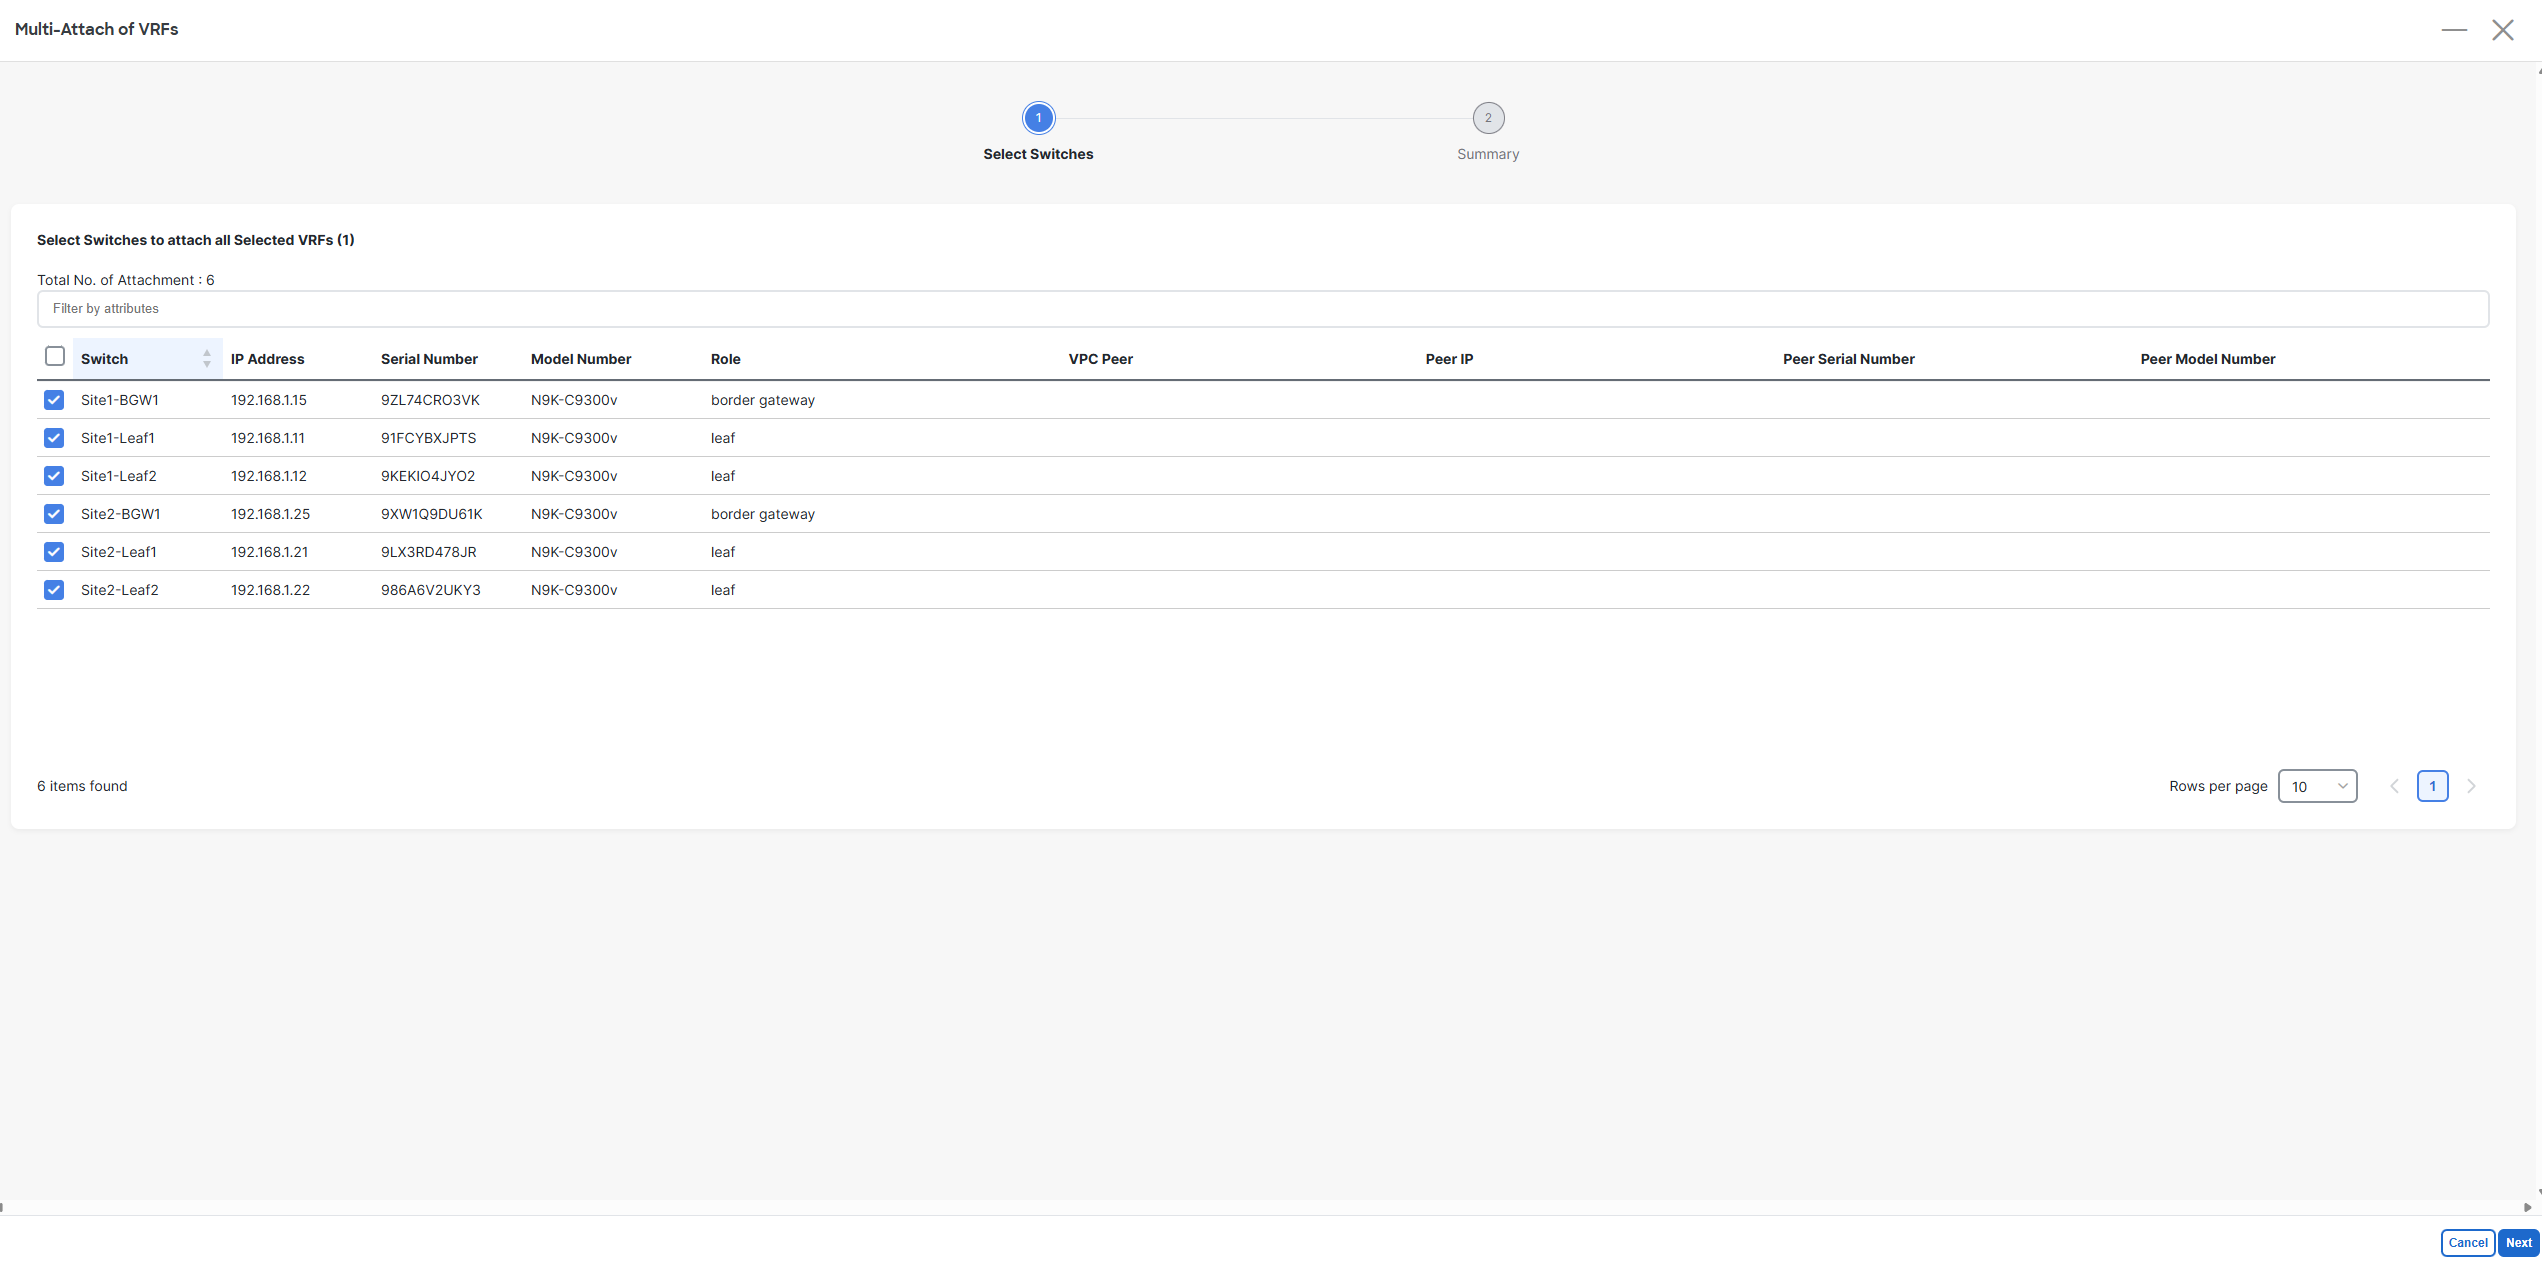 Multi-Attach of VRFs
1 2
Select Switches Summary
Select Switches to attach all Selected VRFs (1)
Total No. of Attachment : 6
Filter by attributes
Switch IP Address Serial Number Model Number Role VPC Peer Peer IP Peer Serial Number Peer Model Number
Site1-BGW1 192.168.1.15 9ZL74CRO3VK N9K-C9300v border gateway
Site1-Leaf1 192.168.1.11 91FCYBXJPTS N9K-C9300v leaf
Site1-Leaf2 192.168.1.12 9KEKIO4JYO2 N9K-C9300v leaf
Site2-BGW1 192.168.1.25 9XW1Q9DU61K N9K-C9300v border gateway
Site2-Leaf1 192.168.1.21 9LX3RD478JR N9K-C9300v leaf
Site2-Leaf2 192.168.1.22 986A6V2UKY3 N9K-C9300v leaf
6 items found Rows per page 10 1
Cancel Next